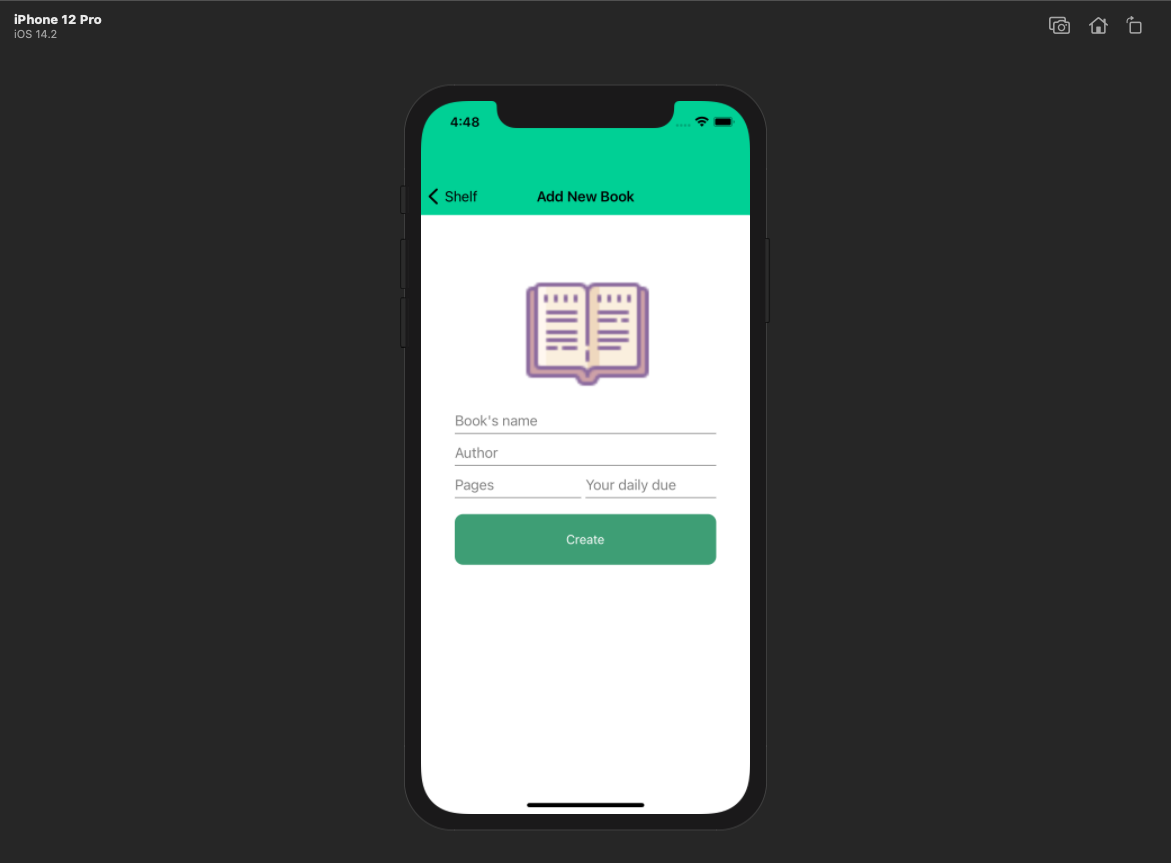 iPhone 12 Pro
iOS 14.2
4:48
Shelf
Add New Book
Book's name
Author
Pages
Your daily due
Create